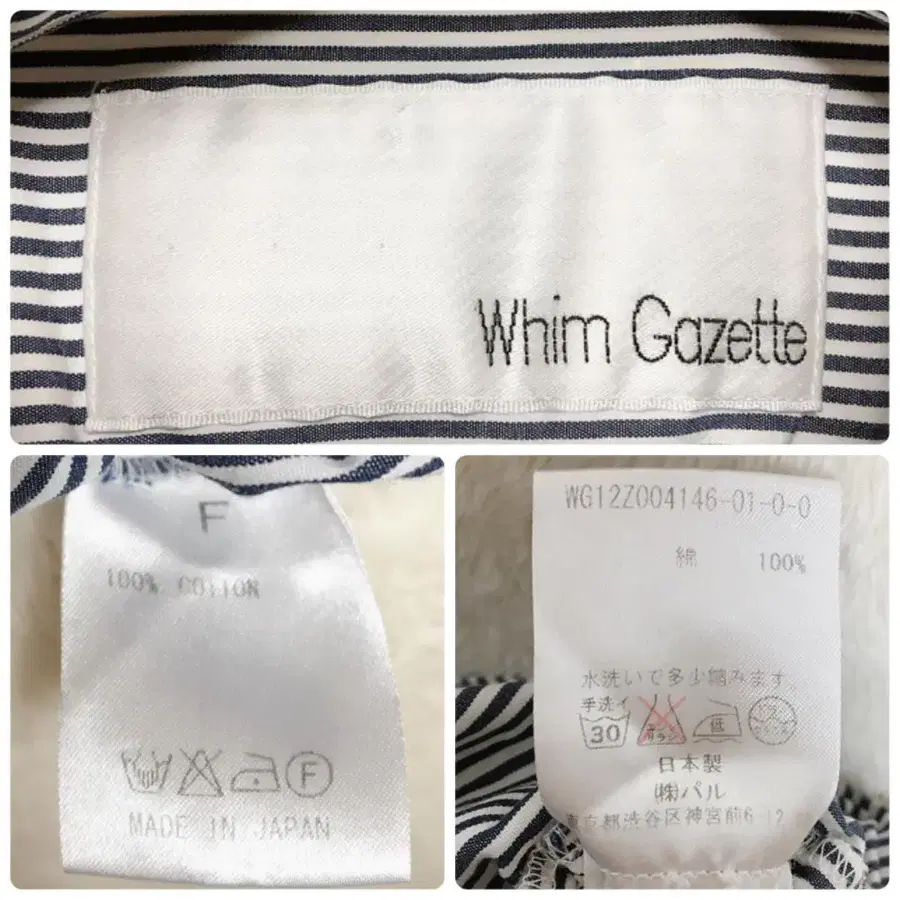 Whim Gazette
F
100% COTTON
F
MADE IN JAPAN
WG12Z004146-01-0-0
綿 100%
水洗いで多少縮みます
手洗イ
30
低
日本製
㈱パル
東京都渋谷区神宮前6-12